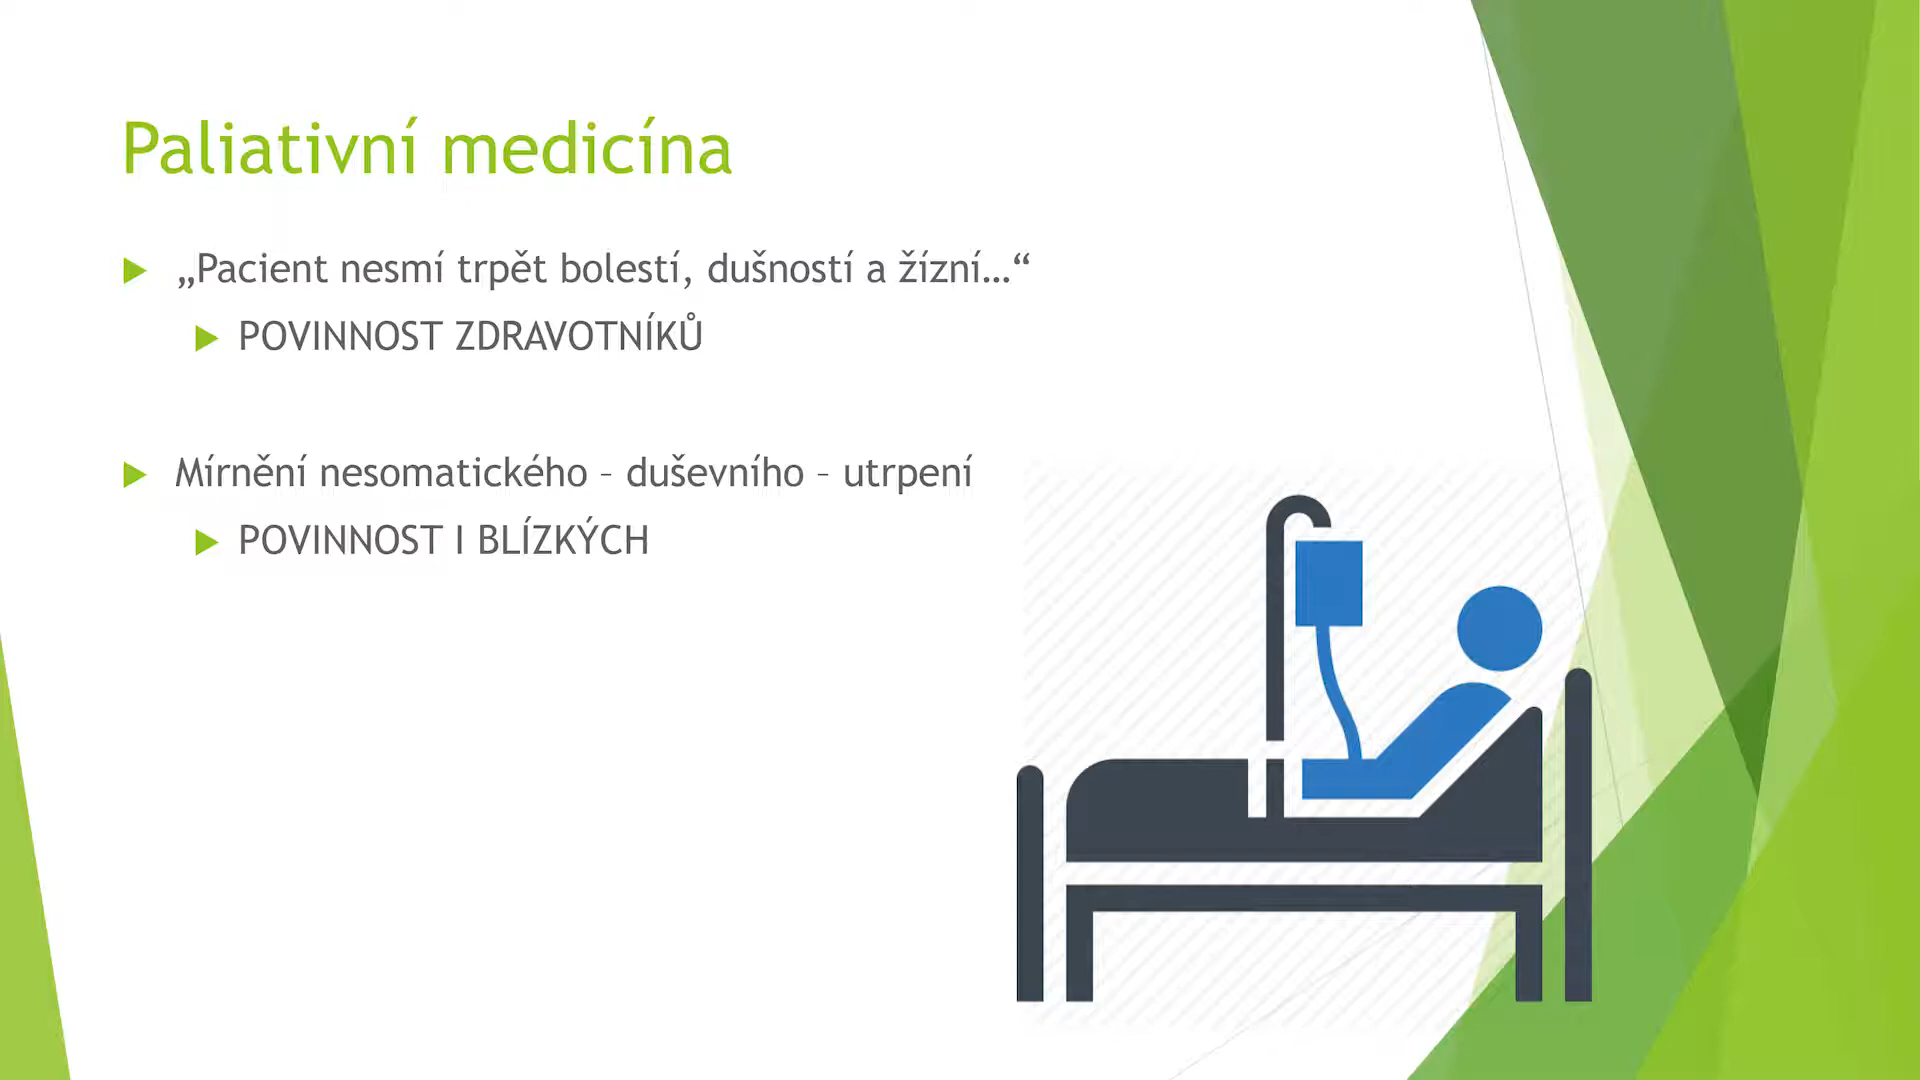 Paliativní medicína
„Pacient nesmí trpět bolestí, dušností a žízní…“
POVINNOST ZDRAVOTNÍKŮ
Mírnění nesomatického – duševního – utrpení
POVINNOST I BLÍZKÝCH